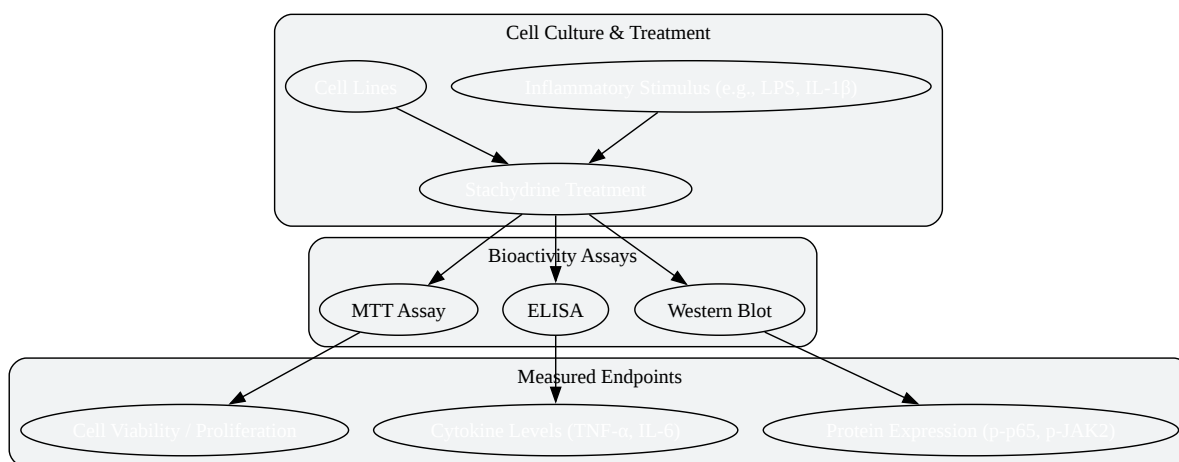 Cell Culture & Treatment
Cell Lines
Inflammatory Stimulus (e.g., LPS, IL-1β)
Stachydrine Treatment
Bioactivity Assays
MTT Assay
ELISA
Western Blot
Measured Endpoints
Cell Viability / Proliferation
Cytokine Levels (TNF-α, IL-6)
Protein Expression (p-p65, p-JAK2)